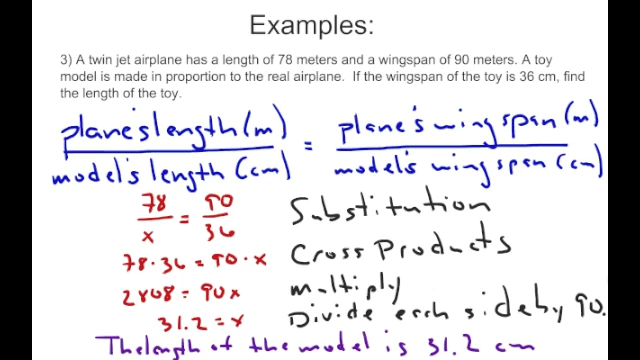 Examples:
3) A twin jet airplane has a length of 78 meters and a wingspan of 90 meters. A toy
model is made in proportion to the real airplane. If the wingspan of the toy is 36 cm, find
the length of the toy.
plane's length (m) = plane's wing span (m)
model's length (cm) model's wing span (cm)
78 = 90 Substitution
x 36
78·36 = 90·x Cross Products
2808 = 90x multiply
31.2 = x Divide each side by 90.
The length of the model is 31.2 cm